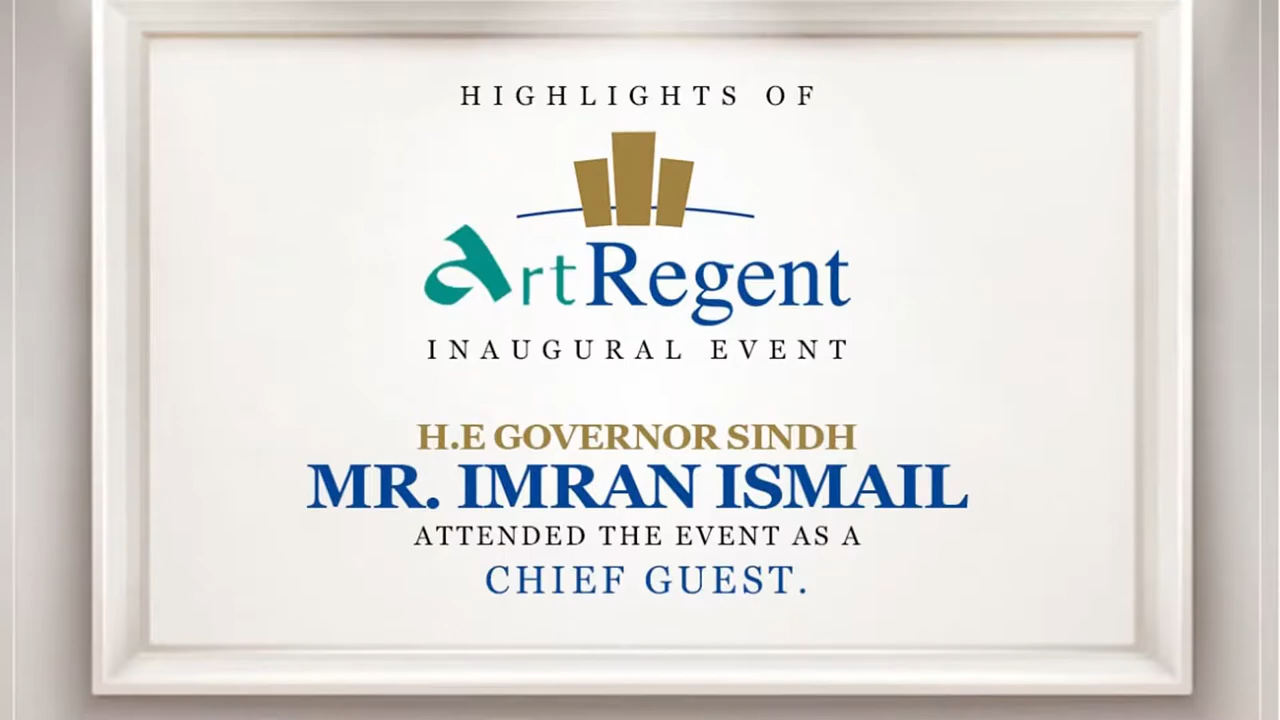 HIGHLIGHTS OF
ArtRegent
INAUGURAL EVENT
H.E GOVERNOR SINDH
MR. IMRAN ISMAIL
ATTENDED THE EVENT AS A
CHIEF GUEST.